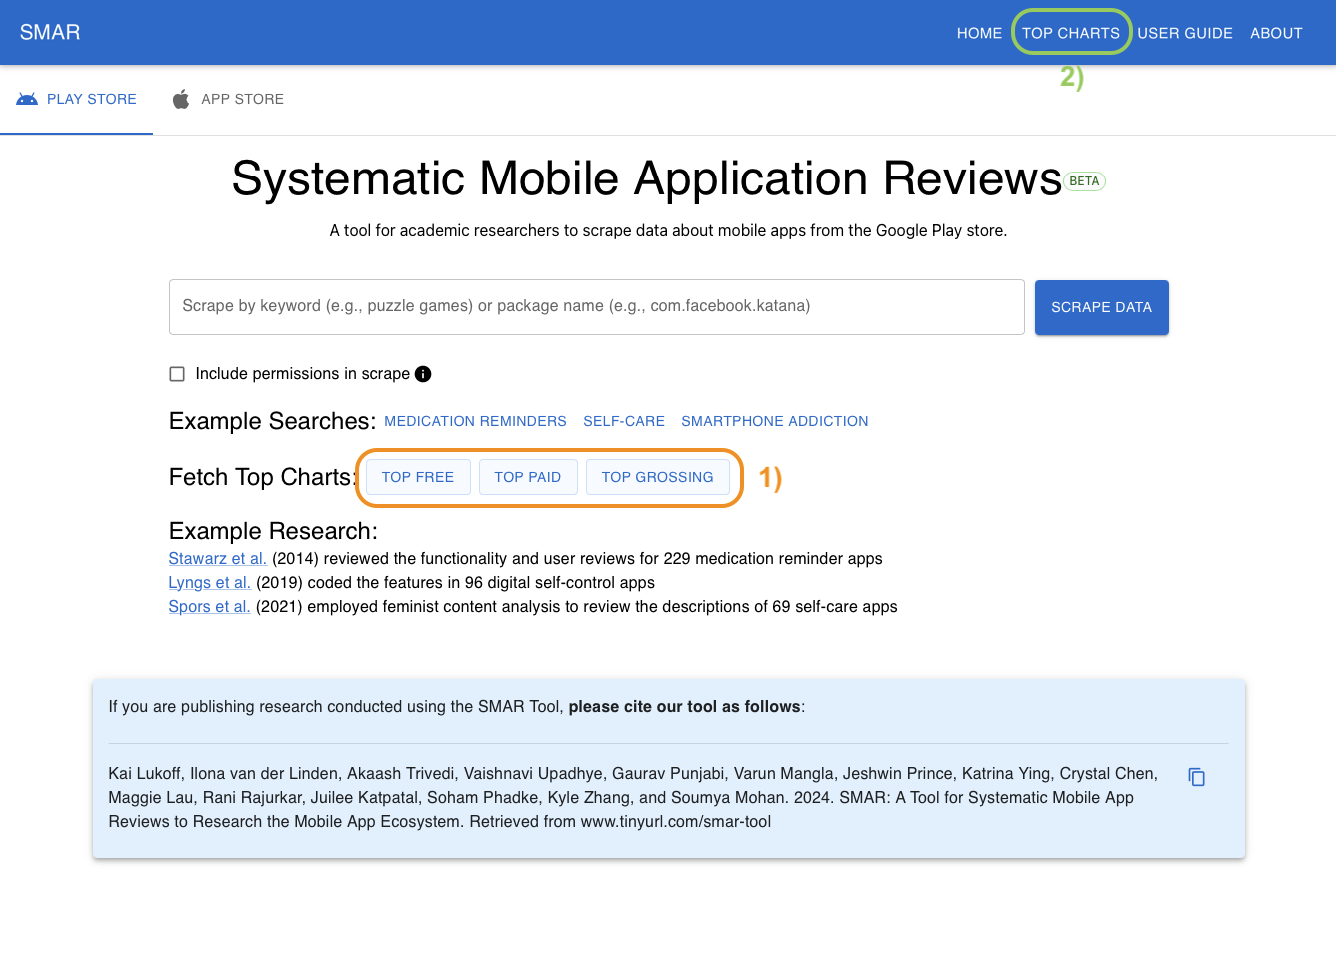 SMAR
HOME TOP CHARTS USER GUIDE ABOUT
2)
PLAY STORE APP STORE
Systematic Mobile Application Reviews BETA
A tool for academic researchers to scrape data about mobile apps from the Google Play store.
Scrape by keyword (e.g., puzzle games) or package name (e.g., com.facebook.katana) SCRAPE DATA
Include permissions in scrape
Example Searches: MEDICATION REMINDERS SELF-CARE SMARTPHONE ADDICTION
Fetch Top Charts: TOP FREE TOP PAID TOP GROSSING 1)
Example Research:
Stawarz et al. (2014) reviewed the functionality and user reviews for 229 medication reminder apps
Lyngs et al. (2019) coded the features in 96 digital self-control apps
Spors et al. (2021) employed feminist content analysis to review the descriptions of 69 self-care apps
If you are publishing research conducted using the SMAR Tool, please cite our tool as follows:
Kai Lukoff, Ilona van der Linden, Akaash Trivedi, Vaishnavi Upadhye, Gaurav Punjabi, Varun Mangla, Jeshwin Prince, Katrina Ying, Crystal Chen,
Maggie Lau, Rani Rajurkar, Juilee Katpatal, Soham Phadke, Kyle Zhang, and Soumya Mohan. 2024. SMAR: A Tool for Systematic Mobile App
Reviews to Research the Mobile App Ecosystem. Retrieved from www.tinyurl.com/smar-tool